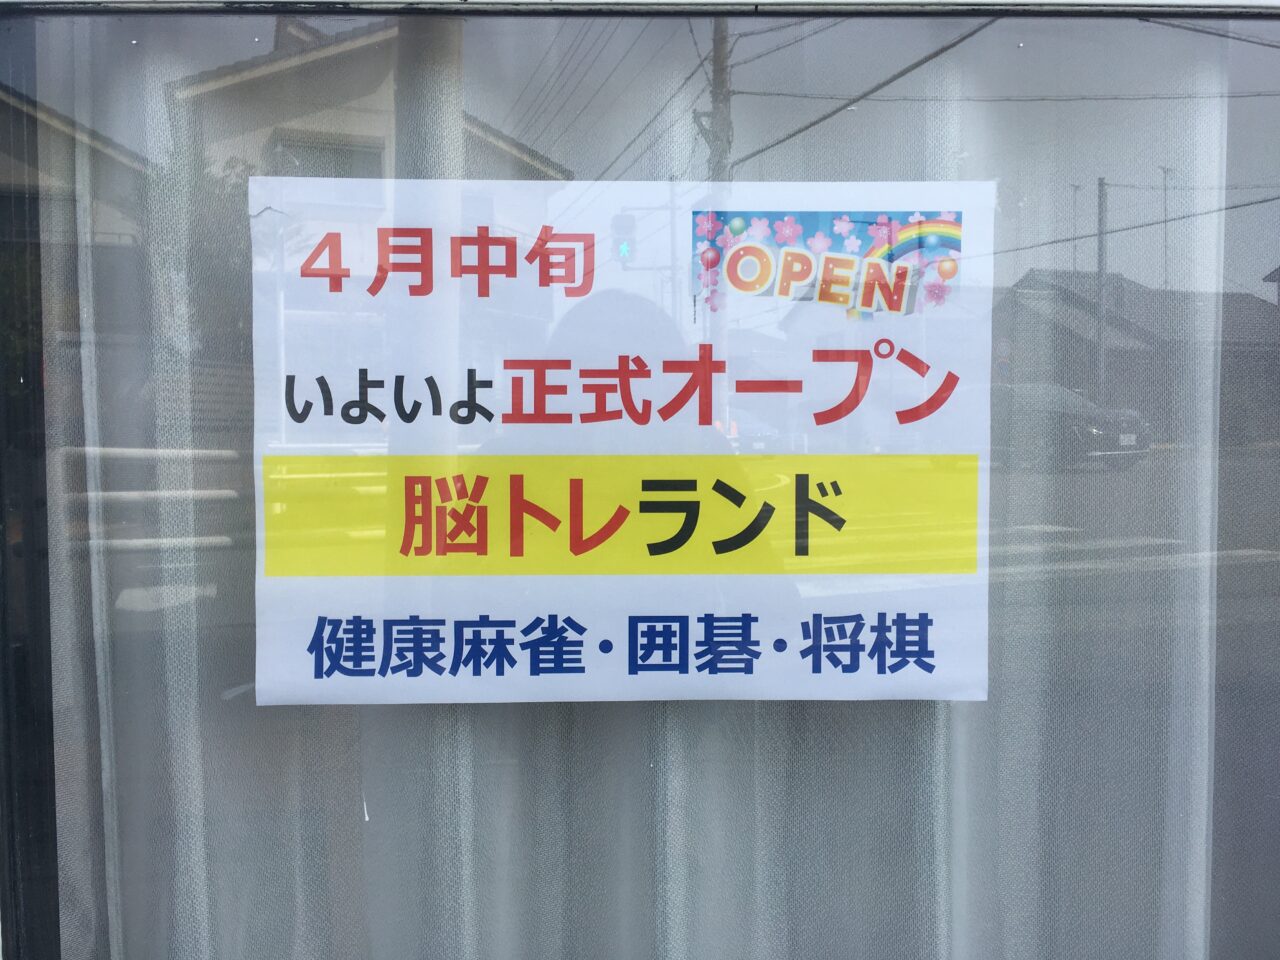 ４月中旬
OPEN
いよいよ正式オープン
脳トレランド
健康麻雀・囲碁・将棋